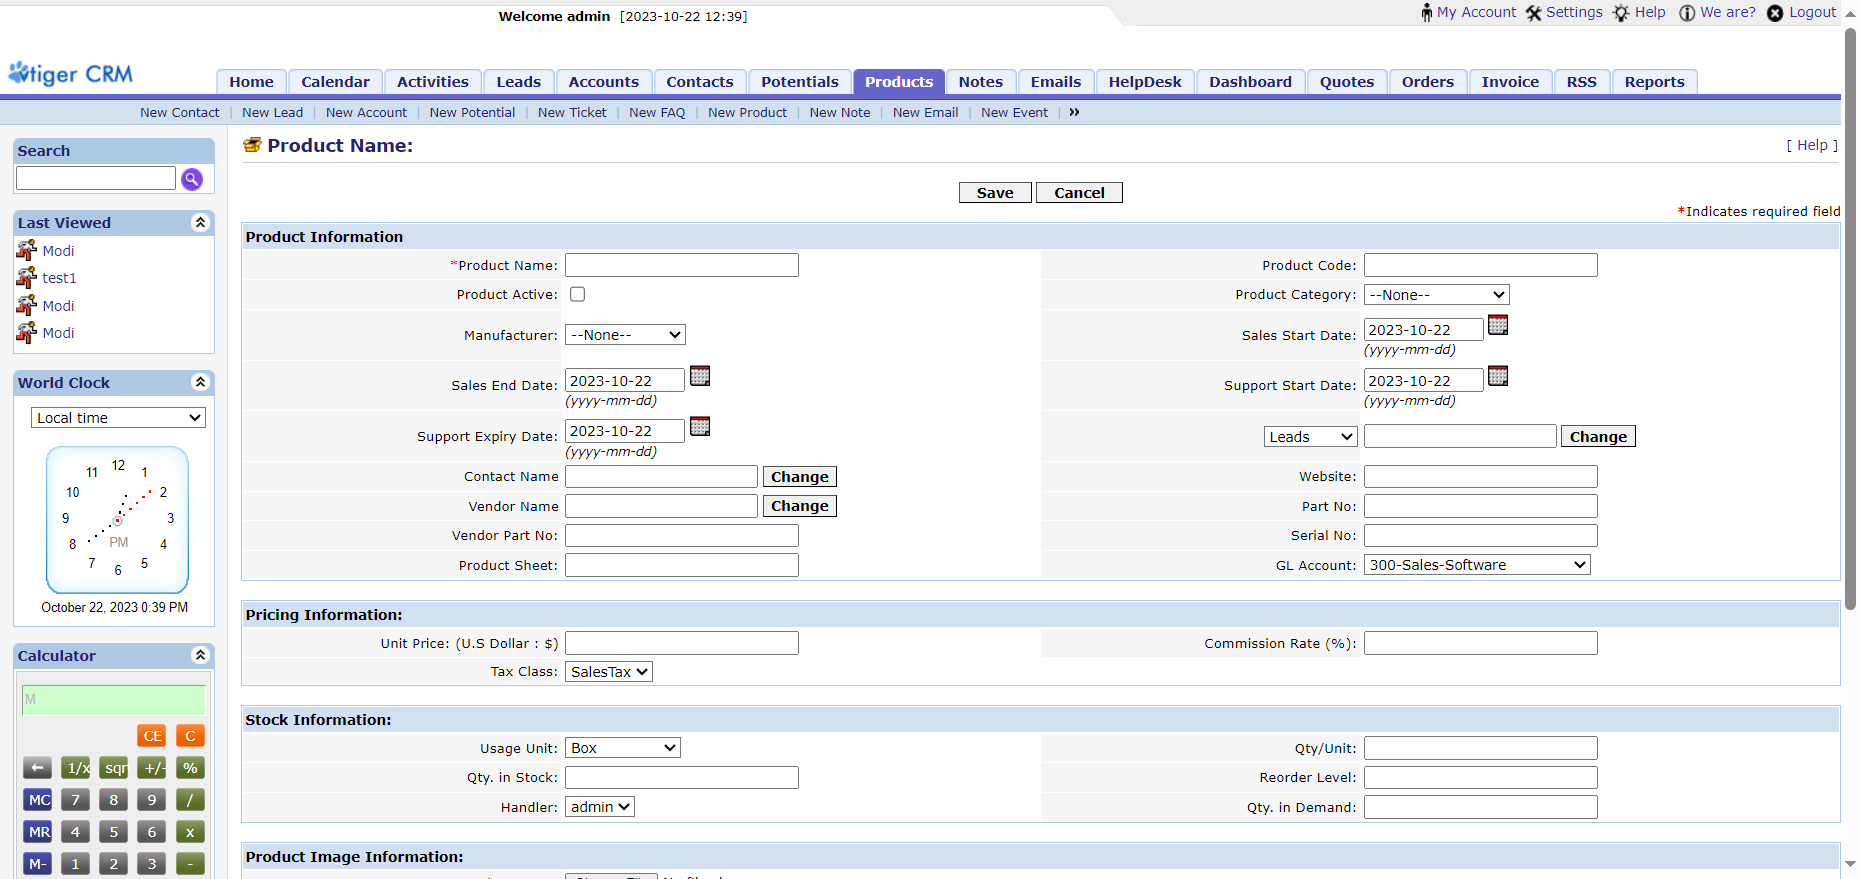 Welcome admin [2023-10-22 12:39]
My Account Settings Help We are? Logout
vtiger CRM
Home Calendar Activities Leads Accounts Contacts Potentials Products Notes Emails HelpDesk Dashboard Quotes Orders Invoice RSS Reports
New Contact | New Lead | New Account | New Potential | New Ticket | New FAQ | New Product | New Note | New Email | New Event | »
Search
Last Viewed
Modi
test1
Modi
Modi
World Clock
Local time
12
11 1
10 2
9 3
8 PM 4
7 5
6
October 22, 2023 0:39 PM
Calculator
M
CE C
← 1/x sqr +/- %
MC 7 8 9 /
MR 4 5 6 x
M- 1 2 3 -
Product Name:
[ Help ]
Save Cancel
*Indicates required field
Product Information
*Product Name: Product Code:
Product Active: Product Category: --None--
Manufacturer: --None-- Sales Start Date: 2023-10-22
(yyyy-mm-dd)
Sales End Date: 2023-10-22 Support Start Date: 2023-10-22
(yyyy-mm-dd) (yyyy-mm-dd)
Support Expiry Date: 2023-10-22 Leads Change
(yyyy-mm-dd)
Contact Name Change Website:
Vendor Name Change Part No:
Vendor Part No: Serial No:
Product Sheet: GL Account: 300-Sales-Software
Pricing Information:
Unit Price: (U.S Dollar : $) Commission Rate (%):
Tax Class: SalesTax
Stock Information:
Usage Unit: Box Qty/Unit:
Qty. in Stock: Reorder Level:
Handler: admin Qty. in Demand:
Product Image Information: